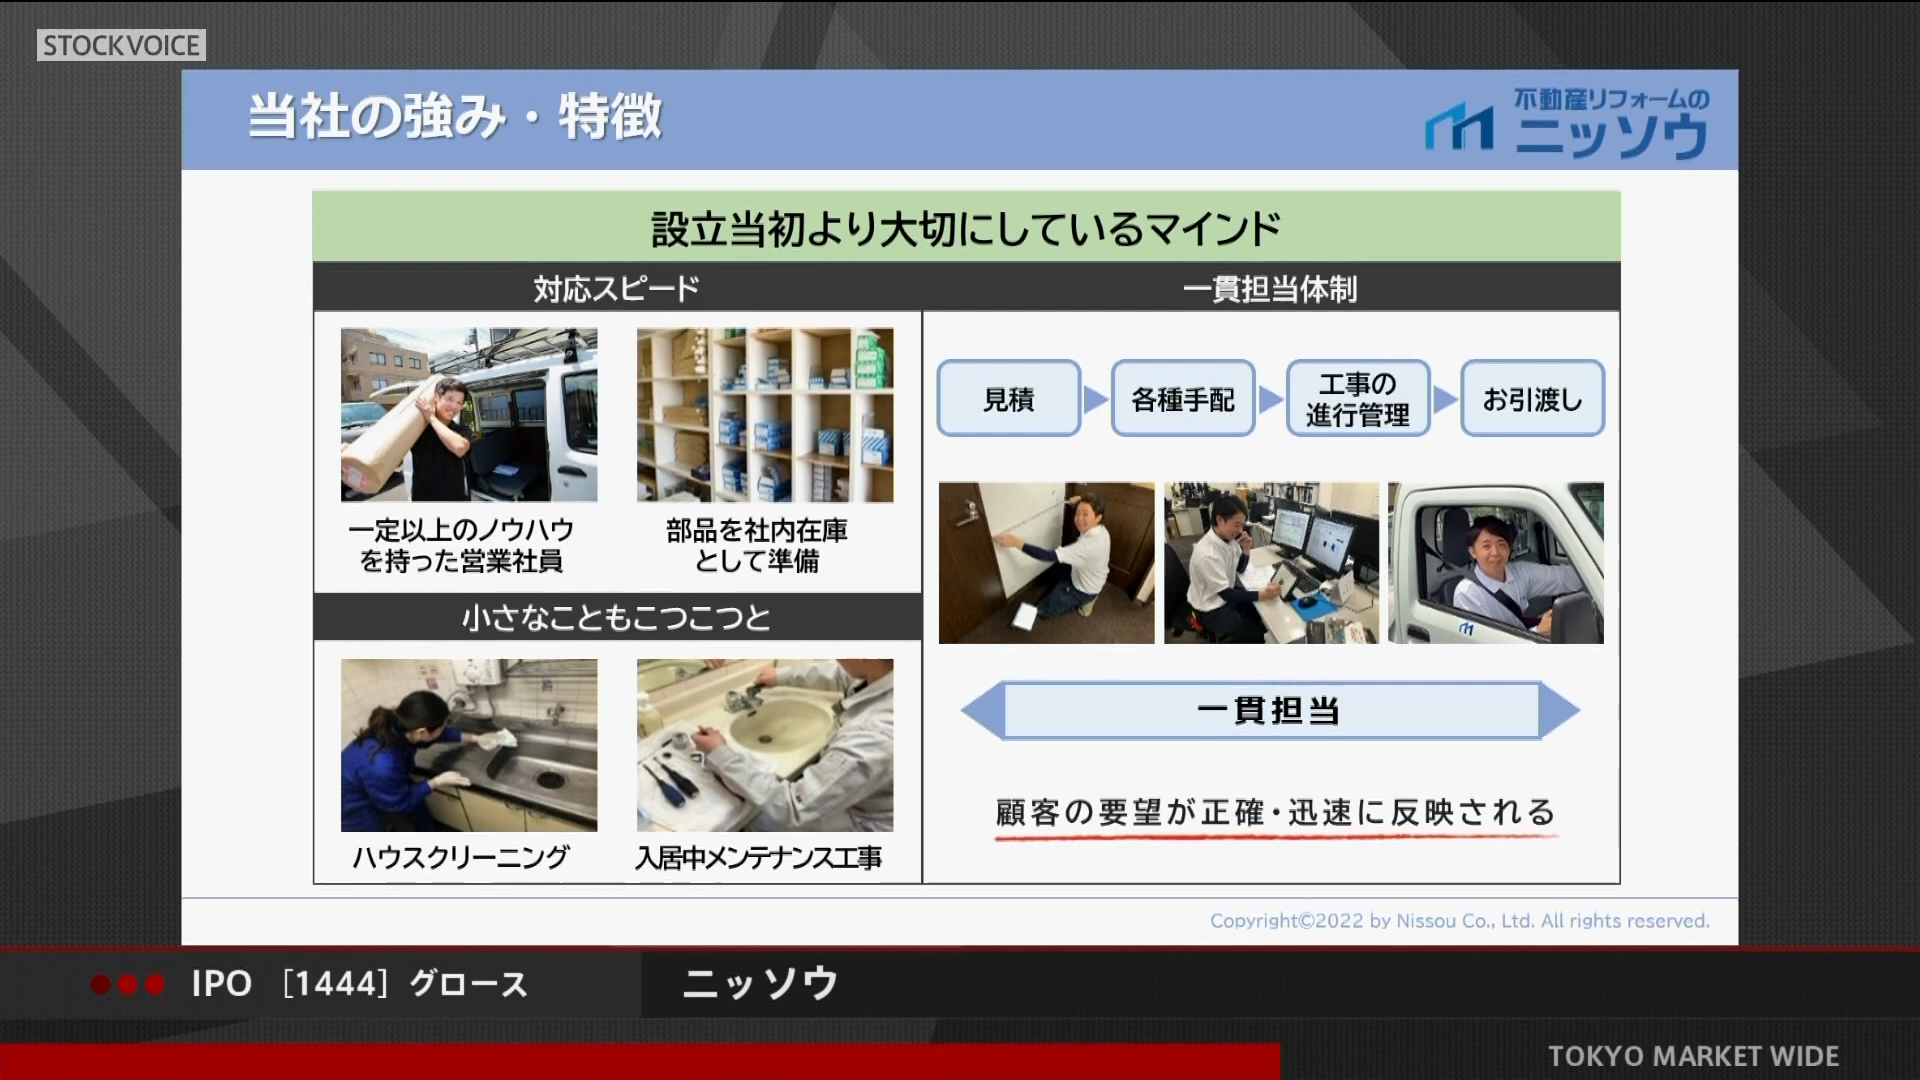 STOCKVOICE
当社の強み・特徴
不動産リフォームの
ニッソウ
設立当初より大切にしているマインド
対応スピード
一定以上のノウハウ
を持った営業社員
部品を社内在庫
として準備
小さなこともこつこつと
ハウスクリーニング
入居中メンテナンス工事
一貫担当体制
見積
各種手配
工事の
進行管理
お引渡し
一貫担当
顧客の要望が正確・迅速に反映される
Copyright©2022 by Nissou Co., Ltd. All rights reserved.
IPO [1444] グロース
ニッソウ
TOKYO MARKET WIDE